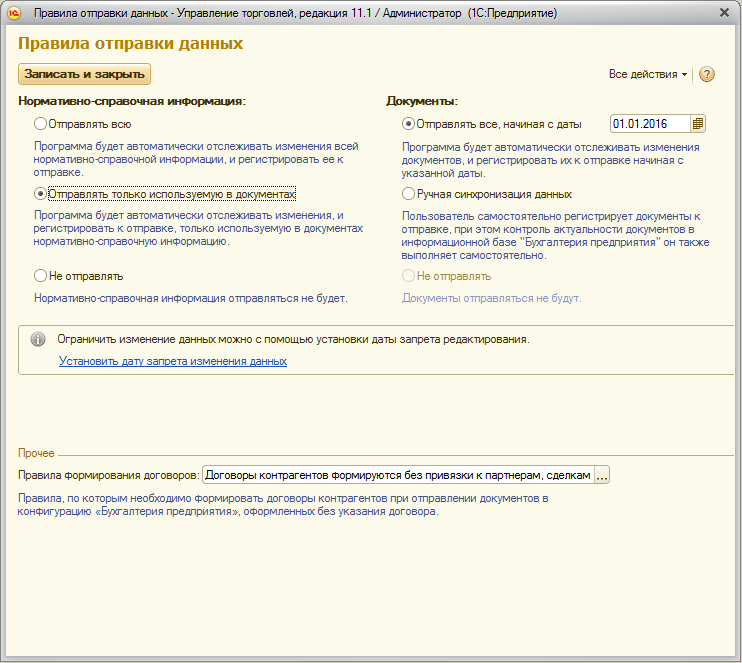 Правила отправки данных - Управление торговлей, редакция 11.1 / Администратор (1С:Предприятие)
Правила отправки данных
Записать и закрыть
Все действия
?
Нормативно-справочная информация:
Отправлять всю
Программа будет автоматически отслеживать изменения всей
нормативно-справочной информации, и регистрировать ее к
отправке.
Отправлять только используемую в документах
Программа будет автоматически отслеживать изменения, и
регистрировать к отправке, только используемую в документах
нормативно-справочную информацию.
Не отправлять
Нормативно-справочная информация отправляться не будет.
Документы:
Отправлять все, начиная с даты
01.01.2016
Программа будет автоматически отслеживать изменения
документов, и регистрировать их к отправке начиная с
указанной даты.
Ручная синхронизация данных
Пользователь самостоятельно регистрирует документы к
отправке, при этом контроль актуальности документов в
информационной базе "Бухгалтерия предприятия" он также
выполняет самостоятельно.
Не отправлять
Документы отправляться не будут.
Ограничить изменение данных можно с помощью установки даты запрета редактирования.
Установить дату запрета изменения данных
Прочее
Правила формирования договоров: Договоры контрагентов формируются без привязки к партнерам, сделкам ...
Правила, по которым необходимо формировать договоры контрагентов при отправлении документов в
конфигурацию «Бухгалтерия предприятия», оформленных без указания договора.